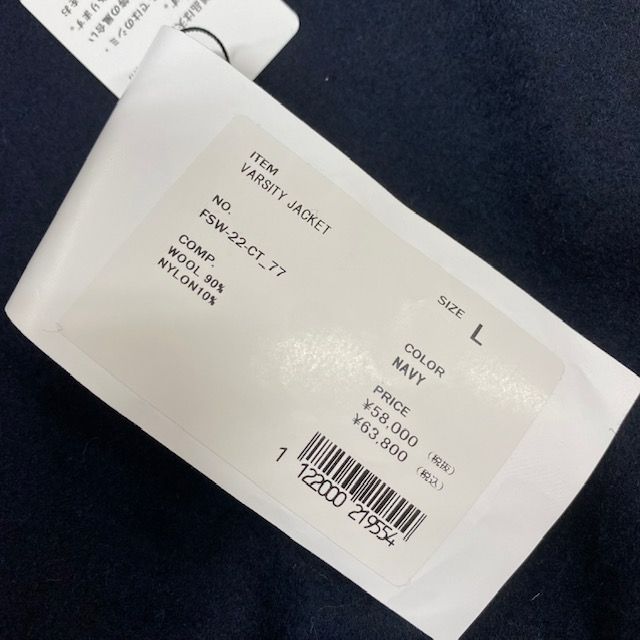 ITEM
VARSITY JACKET
NO.
FSW-22-CT_77
COMP.
WOOL 90%
NYLON10%
SIZE L
COLOR
NAVY
PRICE
¥58,000 (税抜)
¥63,800 (税込)
1 122000 219554